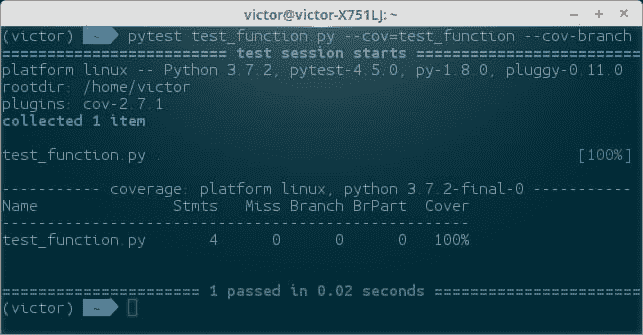 victor@victor-X751LJ: ~
(victor) ~ pytest test_function.py --cov=test_function --cov-branch
========================= test session starts =========================
platform linux -- Python 3.7.2, pytest-4.5.0, py-1.8.0, pluggy-0.11.0
rootdir: /home/victor
plugins: cov-2.7.1
collected 1 item
test_function.py . [100%]
----------- coverage: platform linux, python 3.7.2-final-0 -----------
Name Stmts Miss Branch BrPart Cover
----------------------------------------------------
test_function.py 4 0 0 0 100%
====================== 1 passed in 0.02 seconds =======================
(victor) ~